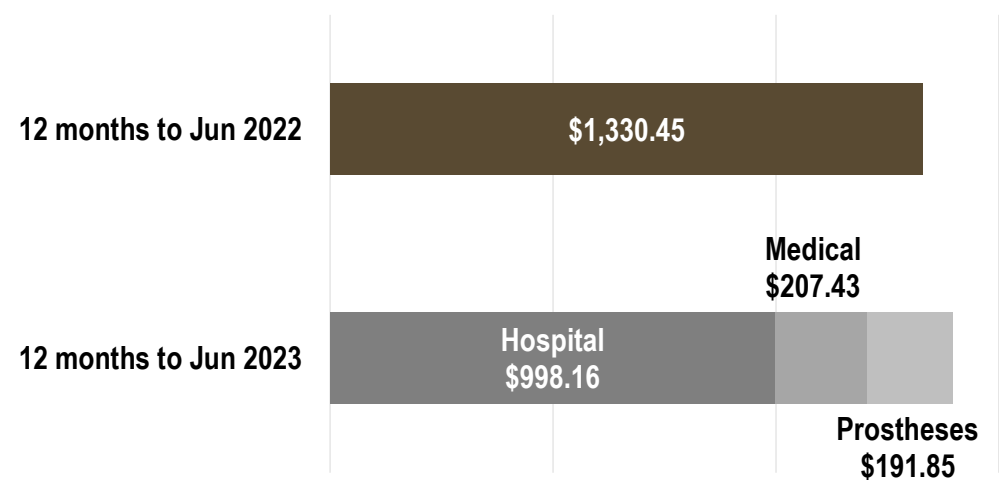 12 months to Jun 2022
$1,330.45
Medical
$207.43
12 months to Jun 2023
Hospital
$998.16
Prostheses
$191.85